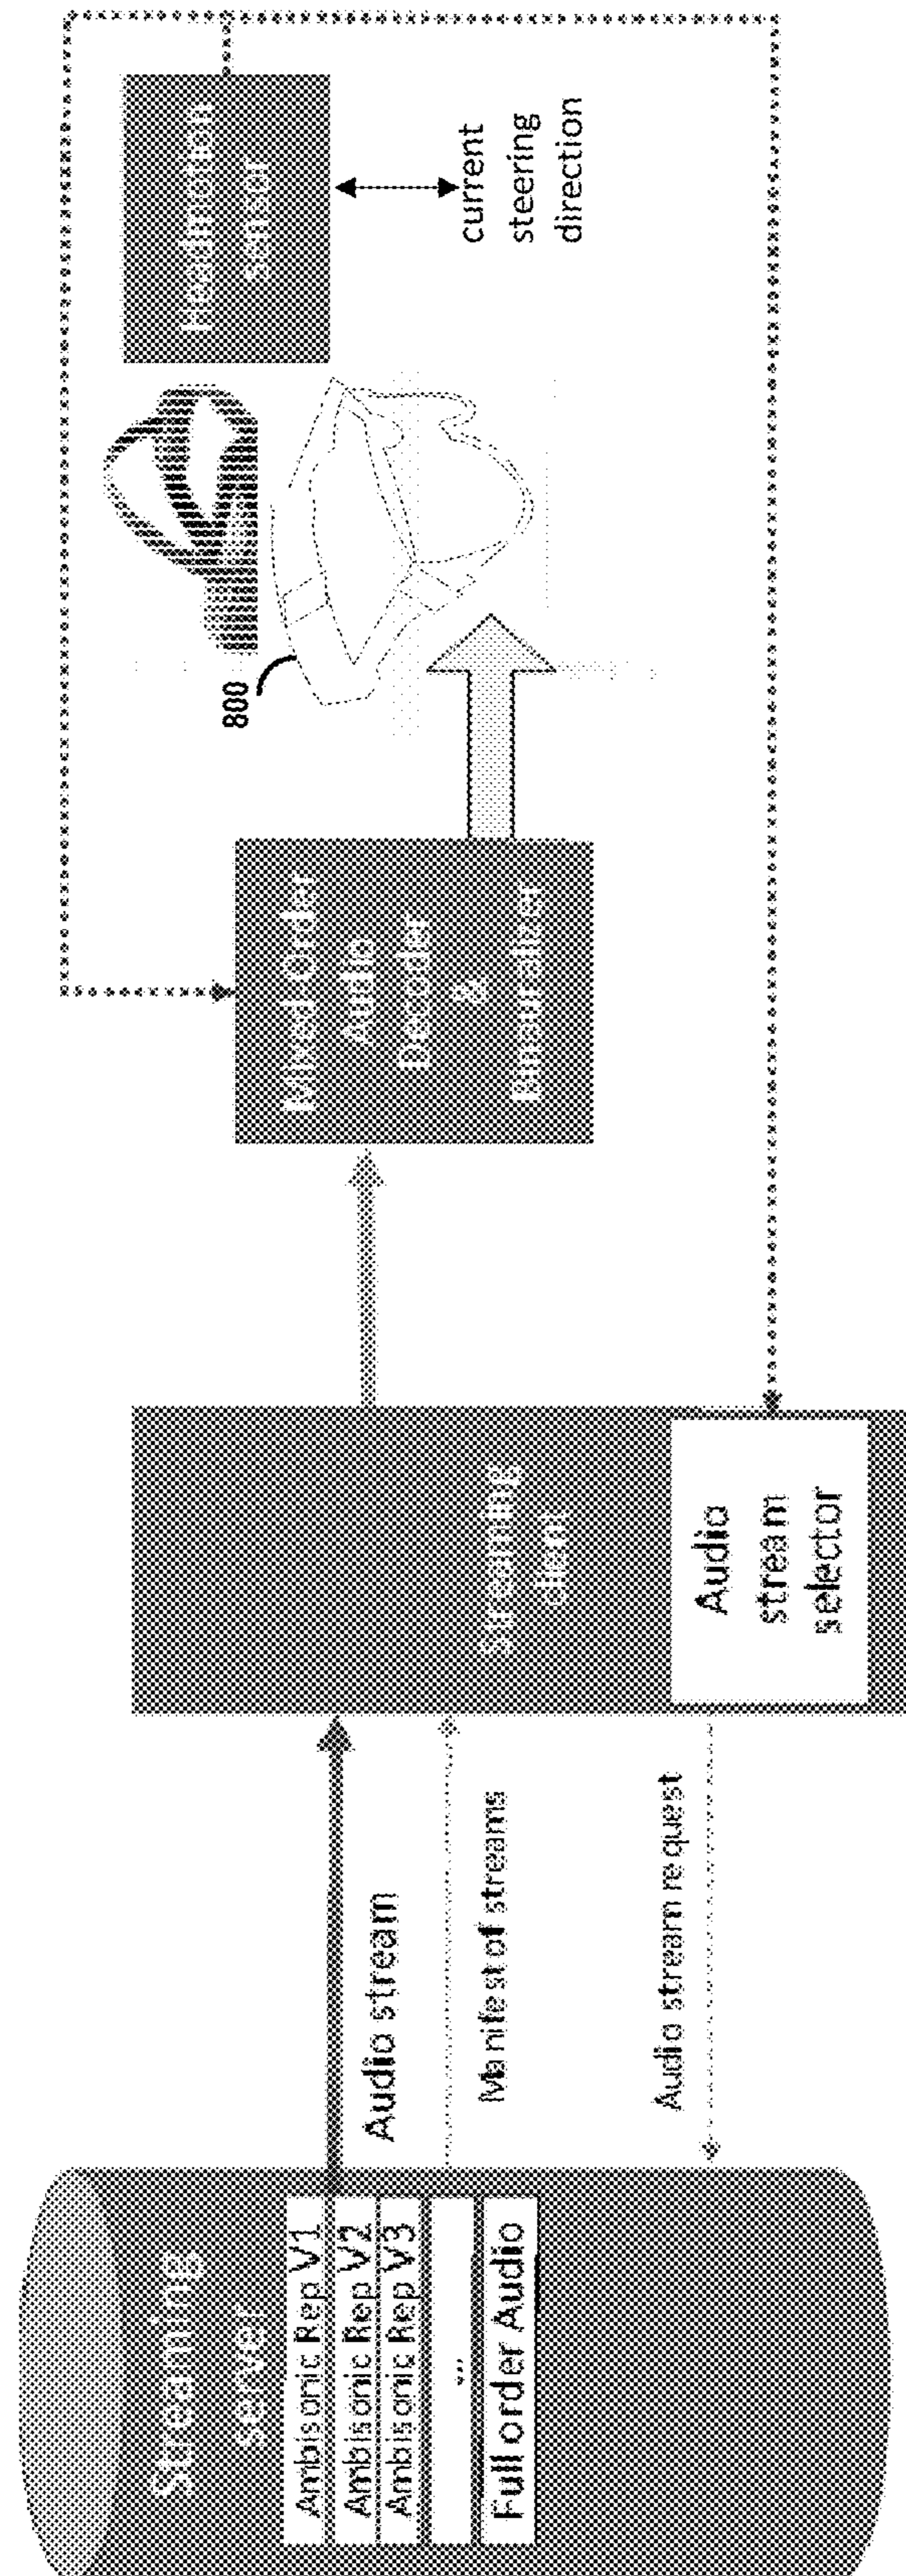 Streaming
server
Ambisonic Rep V1
Ambisonic Rep V2
Ambisonic Rep V3
...
Full order Audio
Audio stream
Manifest of streams
Audio stream request
Streaming
client
Audio
stream
selector
Mixed-Order
Audio
Decoder
&
Binauralizer
800
Headmotion
sensor
current
steering
direction